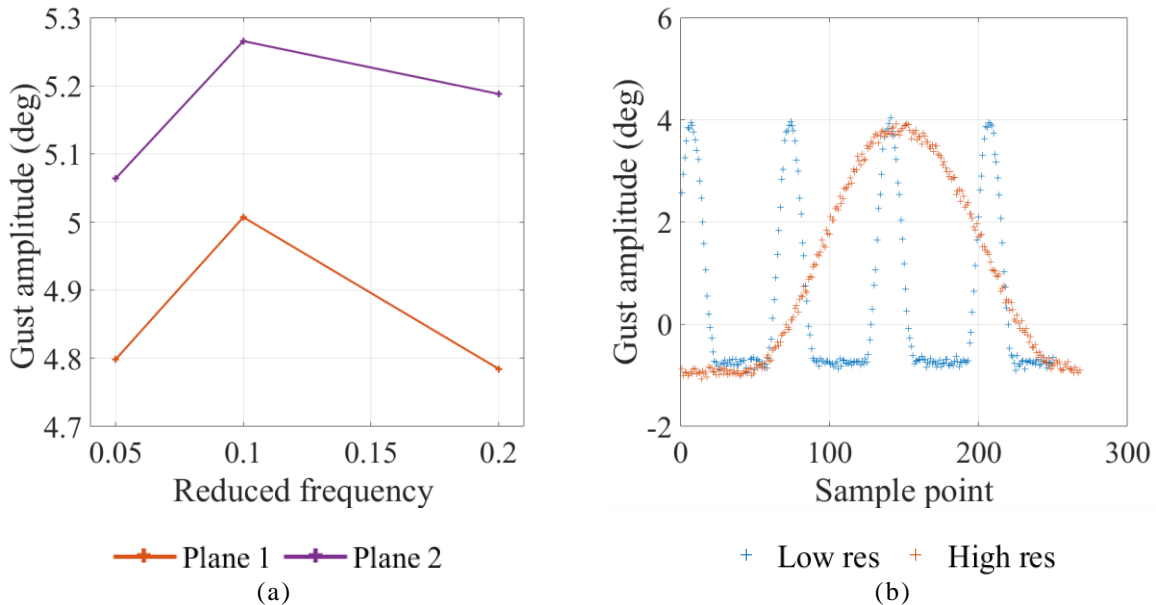 5.3
5.2
5.1
5
4.9
4.8
4.7
Gust amplitude (deg)
0.05 0.1 0.15 0.2
Reduced frequency
Plane 1 Plane 2
(a)
6
4
2
0
-2
Gust amplitude (deg)
0 100 200 300
Sample point
Low res High res
(b)